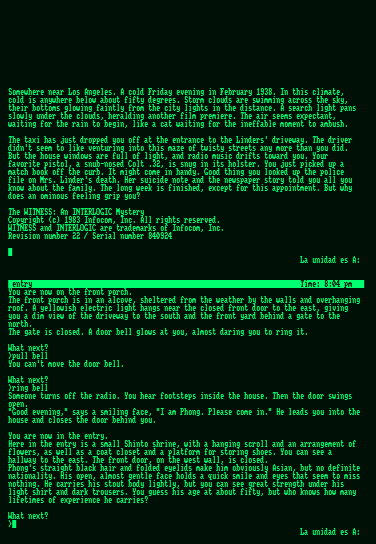 Somewhere near Los Angeles. A cold Friday evening in February 1938. In this climate,
cold is anywhere below about fifty degrees. Storm clouds are swimming across the sky,
their bottoms glowing faintly from the city lights in the distance. A search light pans
slowly under the clouds, heralding another film premiere. The air seems expectant,
waiting for the rain to begin, like a cat waiting for the ineffable moment to ambush.
The taxi has just dropped you off at the entrance to the Linders' driveway. The driver
didn't seem to like venturing into this maze of twisty streets any more than you did.
But the house windows are full of light, and radio music drifts toward you. Your
favorite pistol, a snub-nosed Colt .32, is snug in its holster. You just picked up a
match book off the curb. It might come in handy. Good thing you looked up the police
file on Mrs. Linder's death. Her suicide note and the newspaper story told you all you
know about the family. The long week is finished, except for this appointment. But why
does an ominous feeling grip you?
The WITNESS: An INTERLOGIC Mystery
Copyright (c) 1983 Infocom, Inc. All rights reserved.
WITNESS and INTERLOGIC are trademarks of Infocom, Inc.
Revision number 22 / Serial number 840924
La unidad es A:
entry Time: 8:04 pm
You are now on the front porch.
The front porch is in an alcove, sheltered from the weather by the walls and overhanging
roof. A yellowish electric light hangs near the closed front door to the east, giving
you a dim view of the driveway to the south and the front yard behind a gate to the
north.
The gate is closed. A door bell glows at you, almost daring you to ring it.
What next?
>pull bell
You can't move the door bell.
What next?
>ring bell
Someone turns off the radio. You hear footsteps inside the house. Then the door swings
open.
"Good evening," says a smiling face, "I am Phong. Please come in." He leads you into the
house and closes the door behind you.
You are now in the entry.
Here in the entry is a small Shinto shrine, with a hanging scroll and an arrangement of
flowers, as well as a coat closet and a platform for storing shoes. You can see a
hallway to the east. The front door, on the west wall, is closed.
Phong's straight black hair and folded eyelids make him obviously Asian, but no definite
nationality. His open, almost gentle face holds a quick smile and eyes that seem to miss
nothing. He carries his stout body lightly, but you can see great strength under his
light shirt and dark trousers. You guess his age at about fifty, but who knows how many
lifetimes of experience he carries?
What next?
>
La unidad es A: